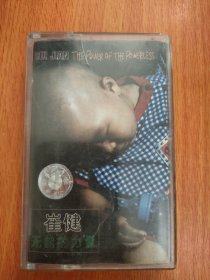 CUI JIAN THE POWER OF THE POWERLESS
崔健
无能的力量